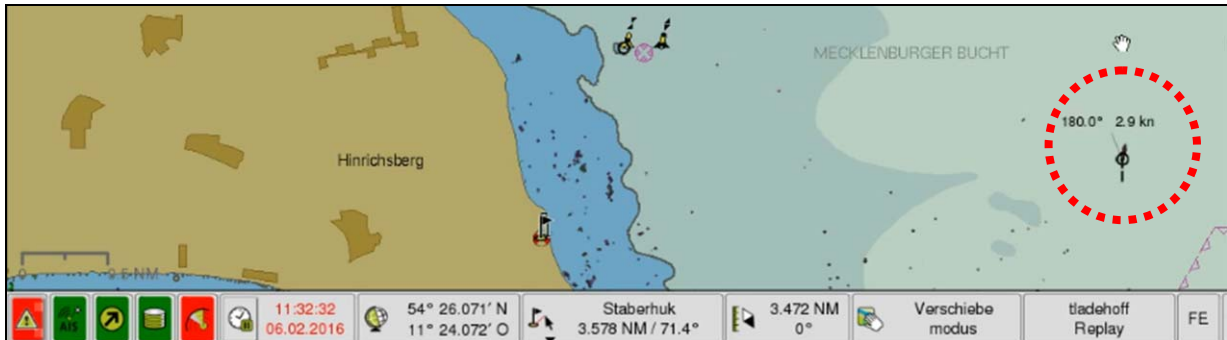 MECKLENBURGER BUCHT
180.0° 2.9 kn
Hinrichsberg
11:32:32
06.02.2016
AIS
54° 26.071' N
11° 24.072' O
Staberhuk
3.578 NM / 71.4°
3.472 NM
0°
Verschiebe
modus
tladehoff
Replay
FE